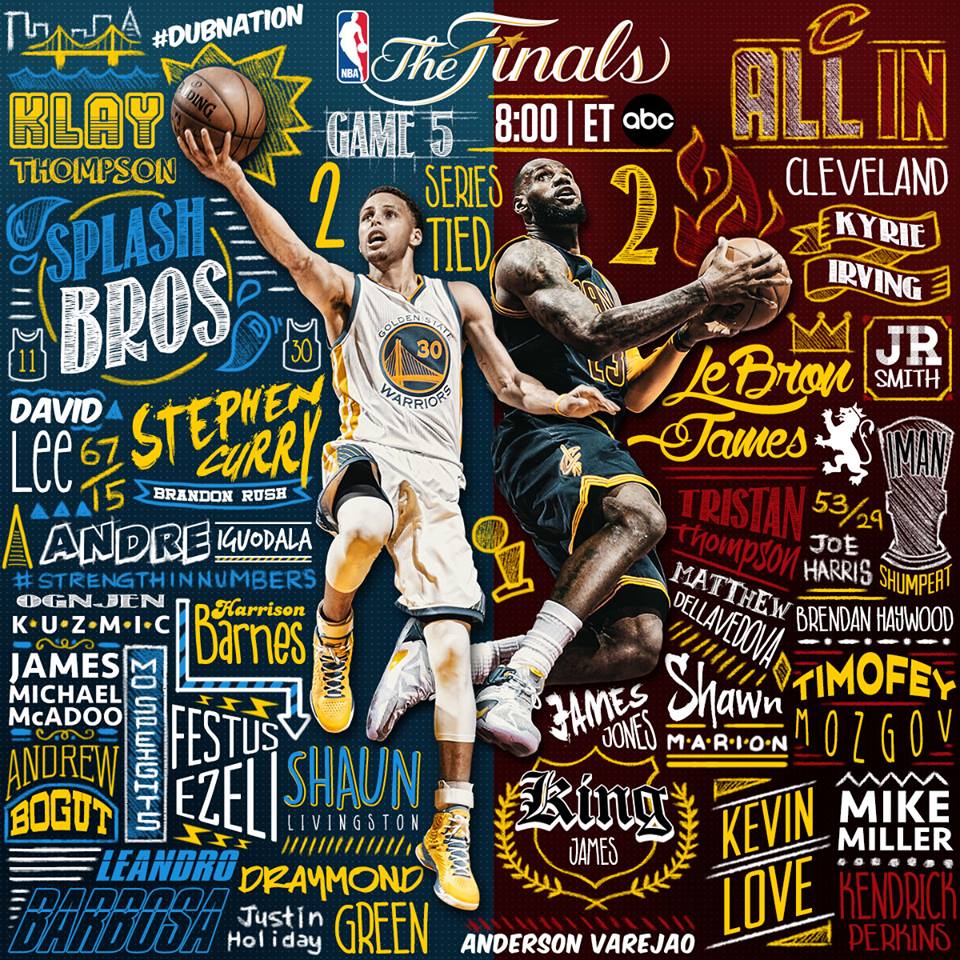 #DUBNATION
KLAY
THOMPSON
SPLASH
BROS
11
30
DAVID
LEE
67/15
STEPHEN
CURRY
BRANDON RUSH
ANDRE
IGUODALA
#STRENGTHINNUMBERS
OGNJEN
KUZMIC
Harrison
Barnes
JAMES
MICHAEL
McADOO
MO SPEIGHTS
FESTUS
EZELI
ANDREW
BOGUT
SHAUN
LIVINGSTON
LEANDRO
BARBOSA
DRAYMOND
GREEN
Justin
Holiday
NBA
The Finals
GAME 5
8:00 | ET abc
2
SERIES
TIED
2
DING
GOLDEN STATE
30
WARRIORS
23
C
ALL IN
CLEVELAND
KYRIE
IRVING
LeBron
James
JR
SMITH
IMAN
SHUMPERT
TRISTAN
Thompson
53/29
JOE
HARRIS
MATTHEW
DELLAVEDOVA
BRENDAN HAYWOOD
Shawn
MARION
TIMOFEY
MOZGOV
JAMES
JONES
King
JAMES
KEVIN
LOVE
MIKE
MILLER
KENDRICK
PERKINS
ANDERSON VAREJAO